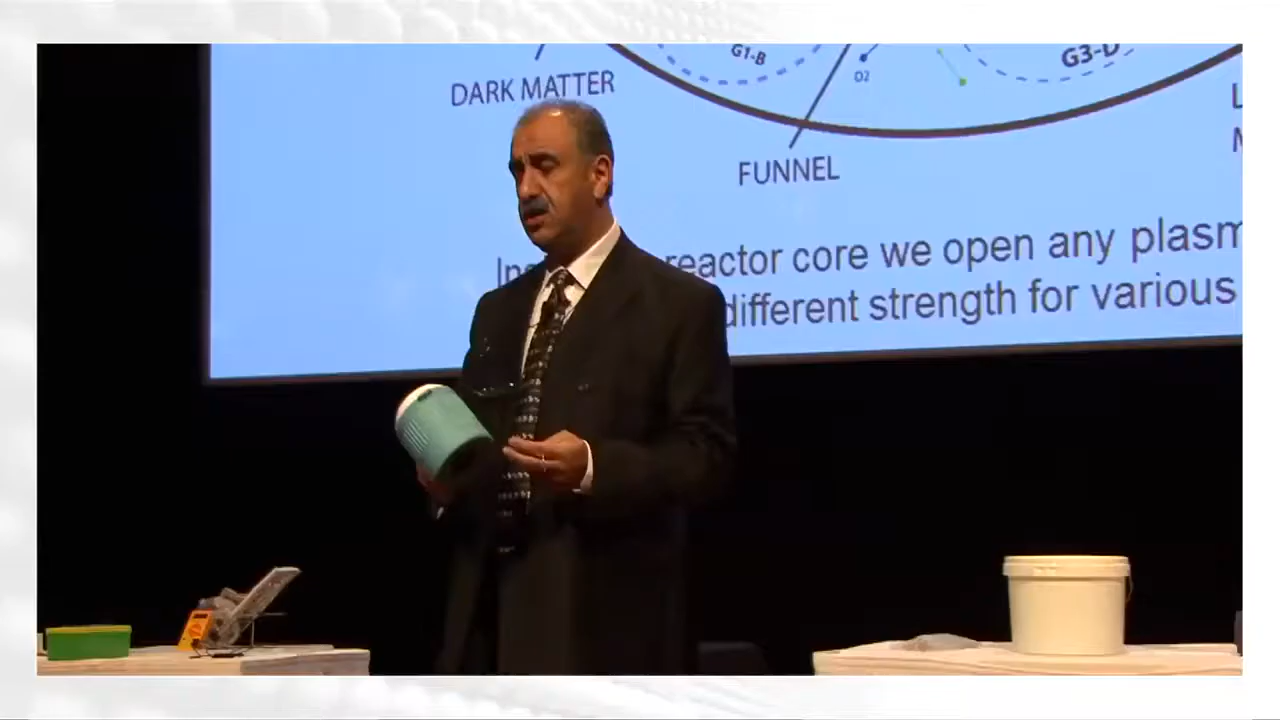 G1-B
G3-D
O2
DARK MATTER
FUNNEL
reactor core we open any plasm
different strength for various